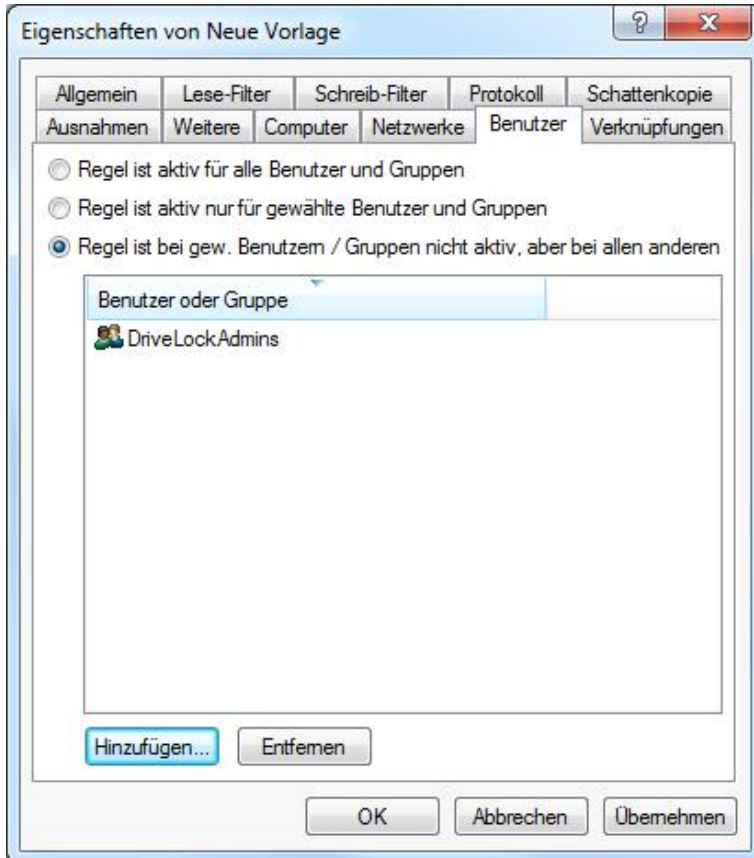 Eigenschaften von Neue Vorlage
Allgemein Lese-Filter Schreib-Filter Protokoll Schattenkopie
Ausnahmen Weitere Computer Netzwerke Benutzer Verknüpfungen
Regel ist aktiv für alle Benutzer und Gruppen
Regel ist aktiv nur für gewählte Benutzer und Gruppen
Regel ist bei gew. Benutzern / Gruppen nicht aktiv, aber bei allen anderen
Benutzer oder Gruppe
DriveLockAdmins
Hinzufügen... Entfernen
OK Abbrechen Übernehmen